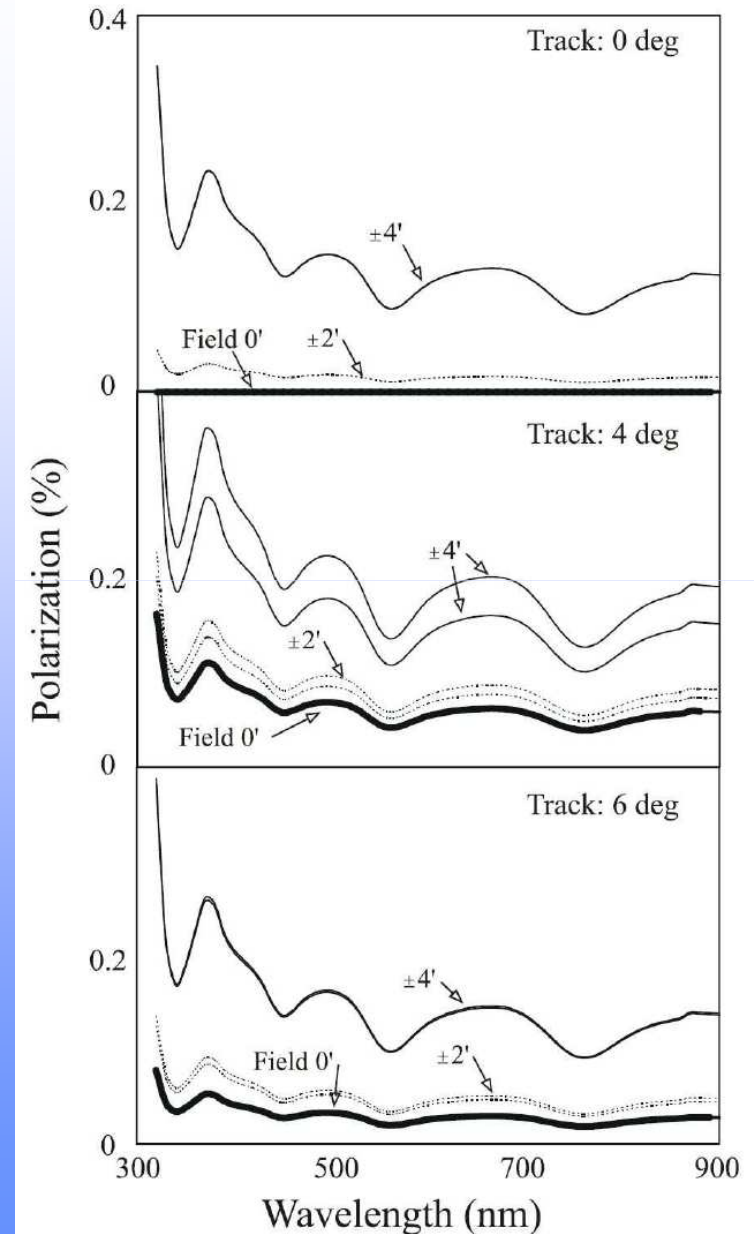 0.4
Track: 0 deg
0.2
±4'
Field 0'
±2'
0
Track: 4 deg
±4'
0.2
±2'
Field 0'
0
Polarization (%)
Track: 6 deg
0.2
±4'
Field 0'
±2'
0
300
500
700
900
Wavelength (nm)